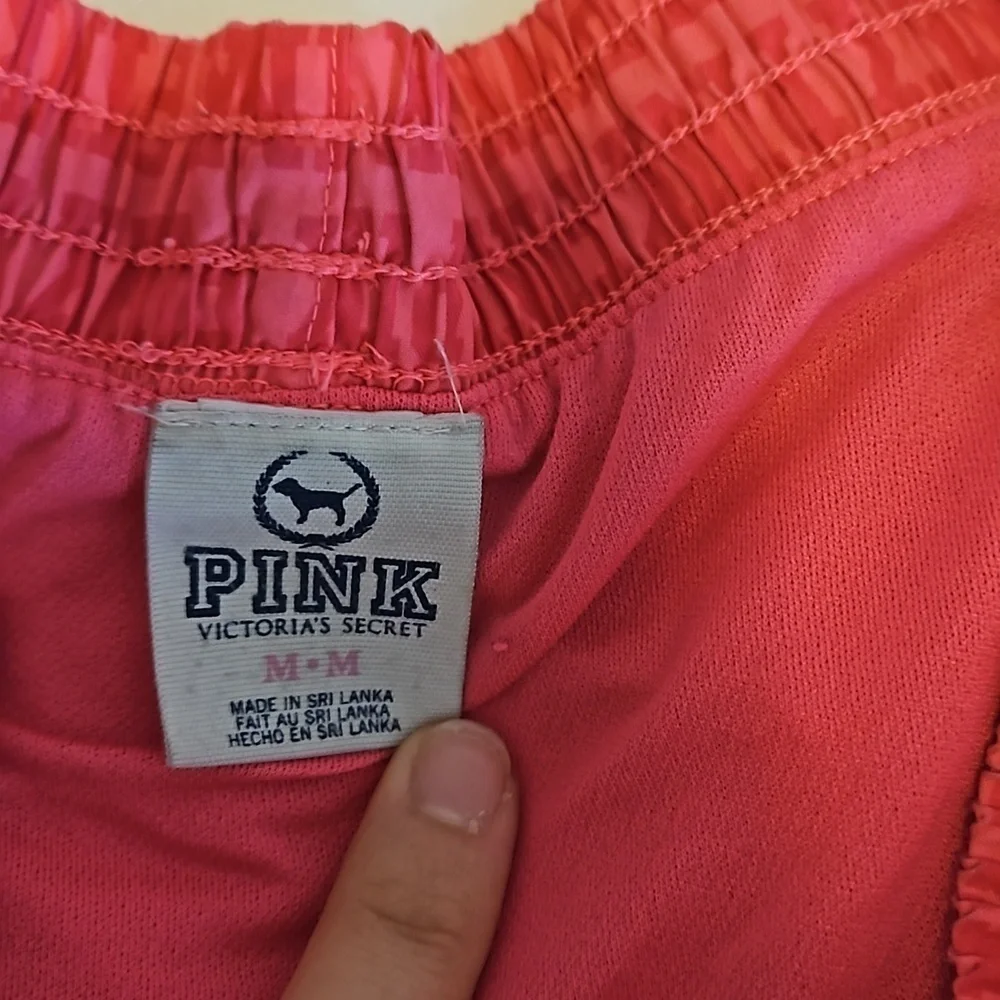 PINK
VICTORIA'S SECRET
M•M
MADE IN SRI LANKA
FAIT AU SRI LANKA
HECHO EN SRI LANKA